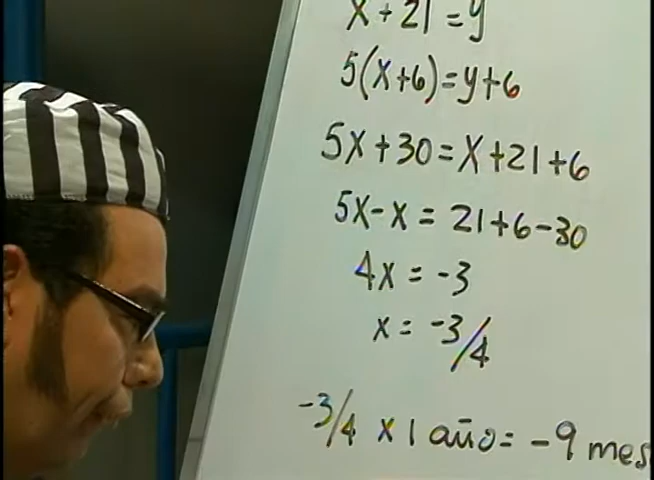 x + 21 = y
5(x+6) = y+6
5x+30 = x+21+6
5x-x = 21+6-30
4x = -3
x = -3/4
-3/4 x 1 año = -9 mes